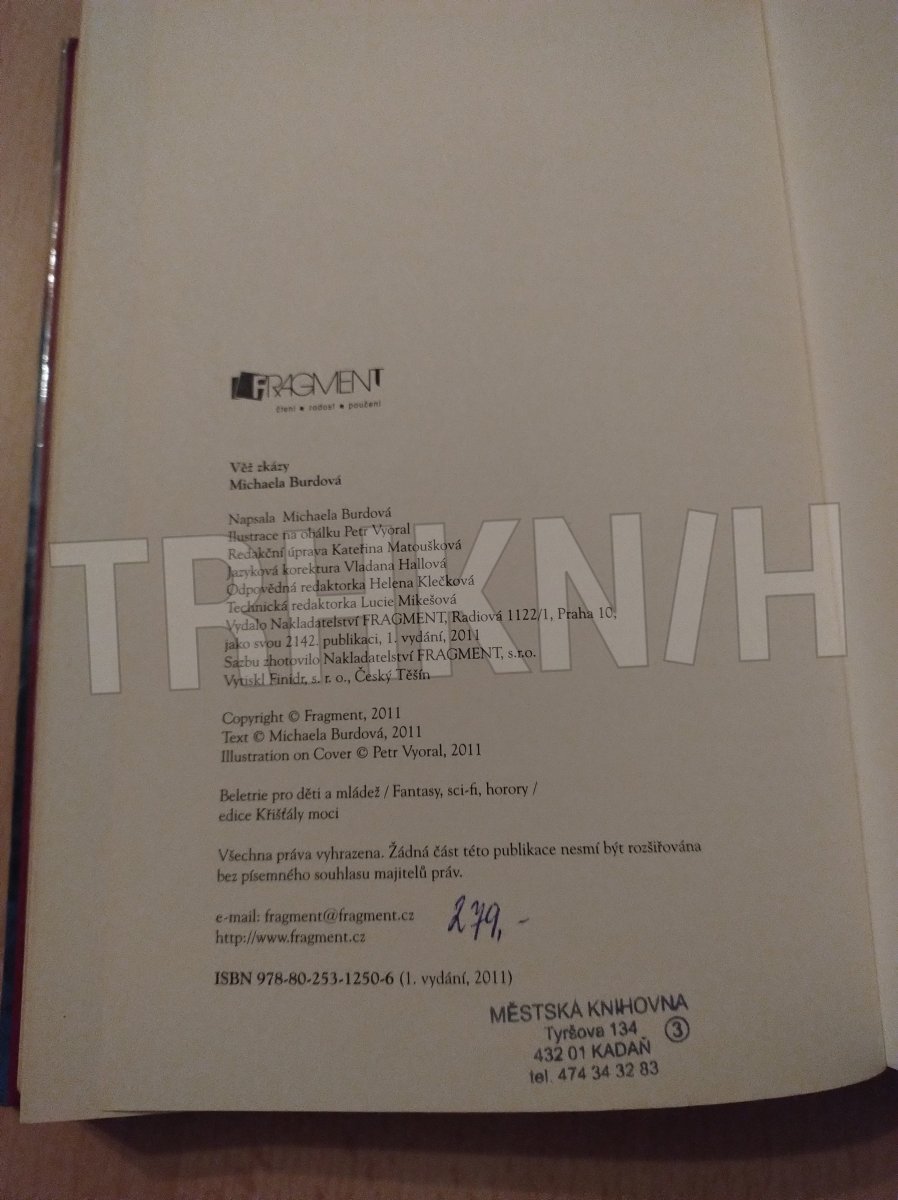 FRAGMENT
čtení • radost • poučení
Věž zkázy
Michaela Burdová
Napsala Michaela Burdová
Ilustrace na obálku Petr Vyoral
Redakční úprava Kateřina Matoušková
Jazyková korektura Vladana Hallová
Odpovědná redaktorka Helena Klečková
Technická redaktorka Lucie Mikešová
Vydalo Nakladatelství FRAGMENT, Radiová 1122/1, Praha 10,
jako svou 2142. publikaci, 1. vydání, 2011
Sazbu zhotovilo Nakladatelství FRAGMENT, s.r.o.
Vytiskl Finidr, s. r. o., Český Těšín
Copyright © Fragment, 2011
Text © Michaela Burdová, 2011
Illustration on Cover © Petr Vyoral, 2011
Beletrie pro děti a mládež / Fantasy, sci-fi, horory /
edice Křišťály moci
Všechna práva vyhrazena. Žádná část této publikace nesmí být rozšiřována
bez písemného souhlasu majitelů práv.
e-mail: fragment@fragment.cz
http://www.fragment.cz
279,-
ISBN 978-80-253-1250-6 (1. vydání, 2011)
MĚSTSKÁ KNIHOVNA
Tyršova 134 3
432 01 KADAŇ
tel. 474 34 32 83